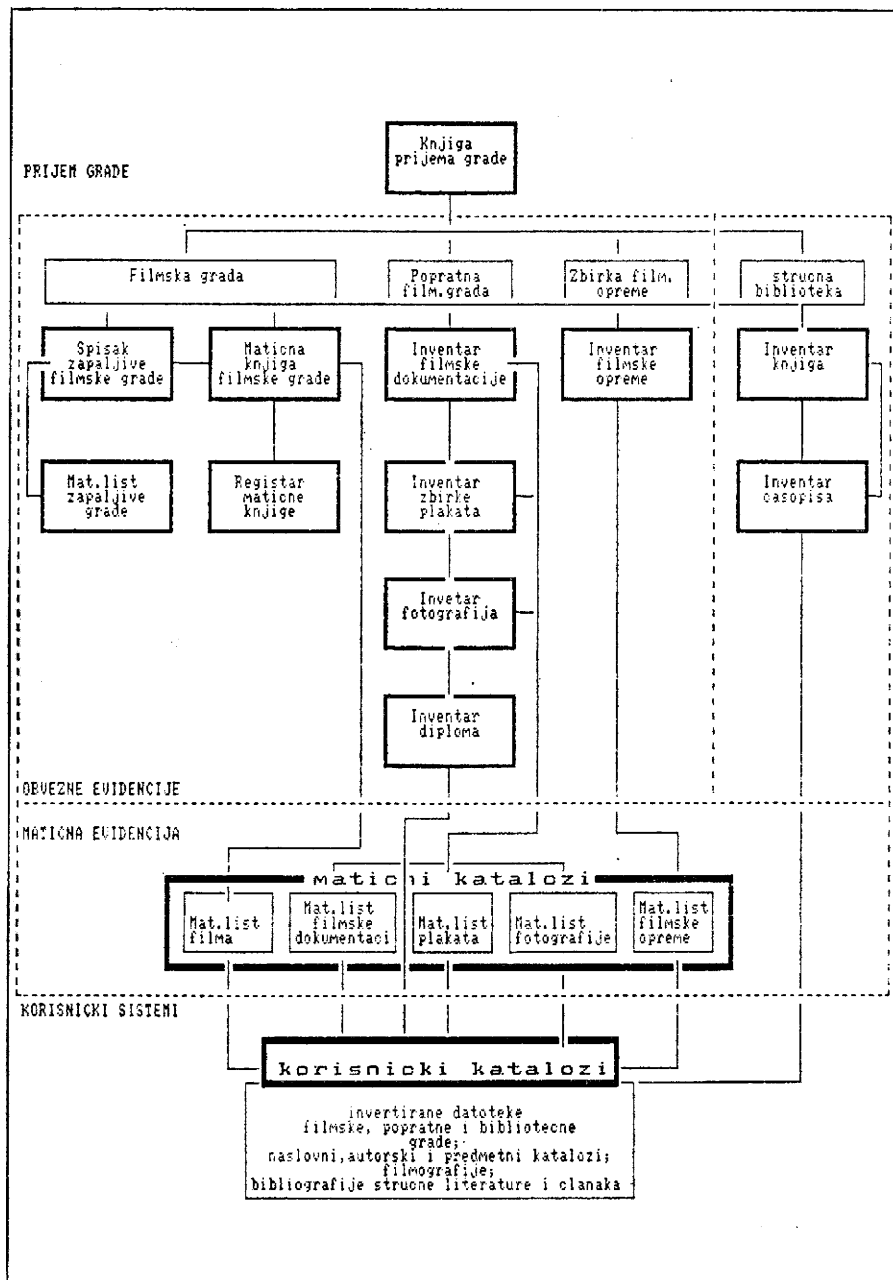 Knjiga
prijema grade
PRIJEM GRADE
Filmska grada
Popratna
film.grada
Zbirka film.
opreme
strucna
biblioteka
Spisak
zapaljive
filmske grade
Maticna
knjiga
filmske grade
Inventar
filmske
dokumentacije
Inventar
filmske
opreme
Inventar
knjiga
Mat.list
zapaljive
grade
Registar
maticne
knjige
Inventar
zbirke
plakata
Inventar
casopisa
Invetar
fotografija
Inventar
diploma
OBVEZNE EVIDENCIJE
MATICNA EVIDENCIJA
maticni katalozi
Mat.list
filma
Mat.list
filmske
dokumentaci
Mat.list
plakata
Mat.list
fotografije
Mat.list
filmske
opreme
KORISNICKI SISTEMI
korisnicki katalozi
invertirane datoteke
filmske, popratne i bibliotecne
grade;
naslovni,autorski i predmetni katalozi;
filmografije;
bibliografije strucne literature i clanaka